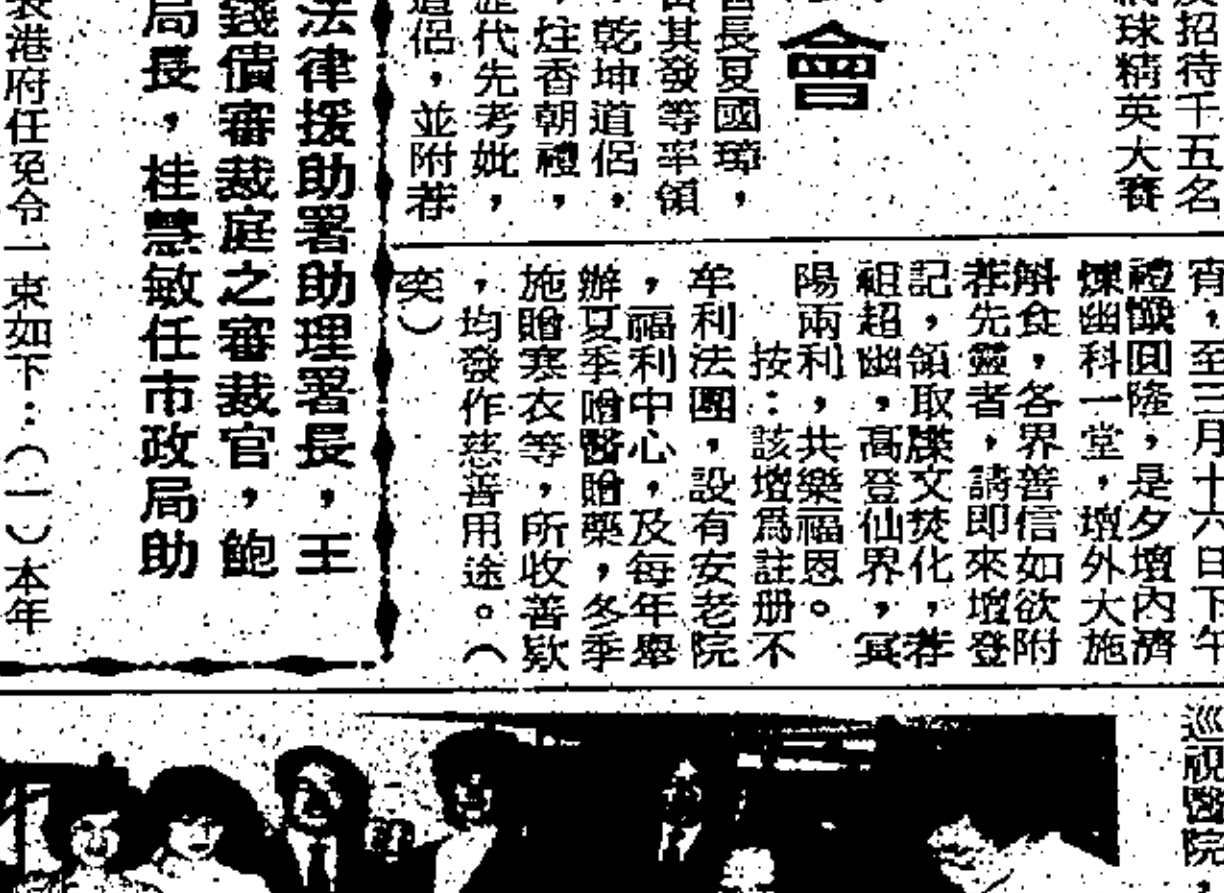 招待千五名
球精英大賽
會
長夏國璋，
其發等率領
乾坤道侶，
炷香朝禮，
歷代先考妣，
道侶，並附荐
宵，至三月十六日下午
禮懺圓隆，是夕壇內濟
煉幽科一堂，壇外大施
斛食，各界善信如欲附
荐先靈者，請即來壇登
記，領取牒文焚化，荐
祖超幽，高登仙界，冥
陽兩利，共樂福恩。
按：該壇爲註册不
牟利法團，設有安老院
，福利中心，及每年舉
辦夏季贈醫贈藥，冬季
施贈寒衣等，所收善欵
，均發作慈善用途。（
奕）
法律援助署助理署長，王
錢債審裁庭之審裁官，鮑
局長，桂慧敏任市政局助
港府任免令一束如下：（一）本年
巡視醫院，